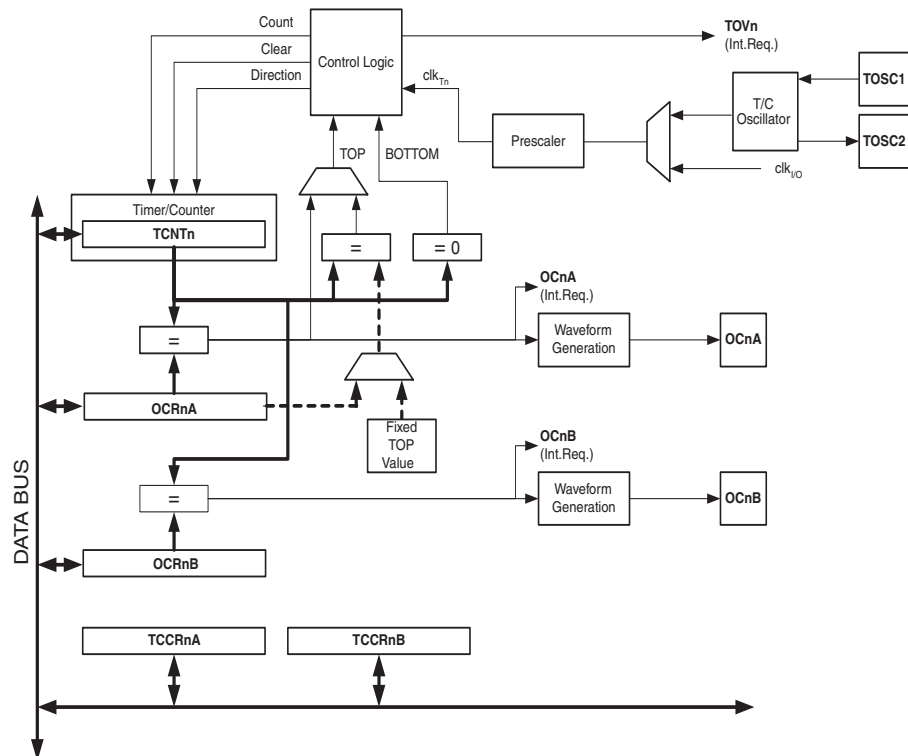 Count
Clear
Direction
Control Logic
clkTn
TOVn
(Int.Req.)
TOSC1
T/C
Oscillator
TOSC2
Prescaler
clkI/O
TOP
BOTTOM
Timer/Counter
TCNTn
=
= 0
OCnA
(Int.Req.)
=
Waveform
Generation
OCnA
OCRnA
Fixed
TOP
Value
OCnB
(Int.Req.)
=
Waveform
Generation
OCnB
OCRnB
DATA BUS
TCCRnA
TCCRnB